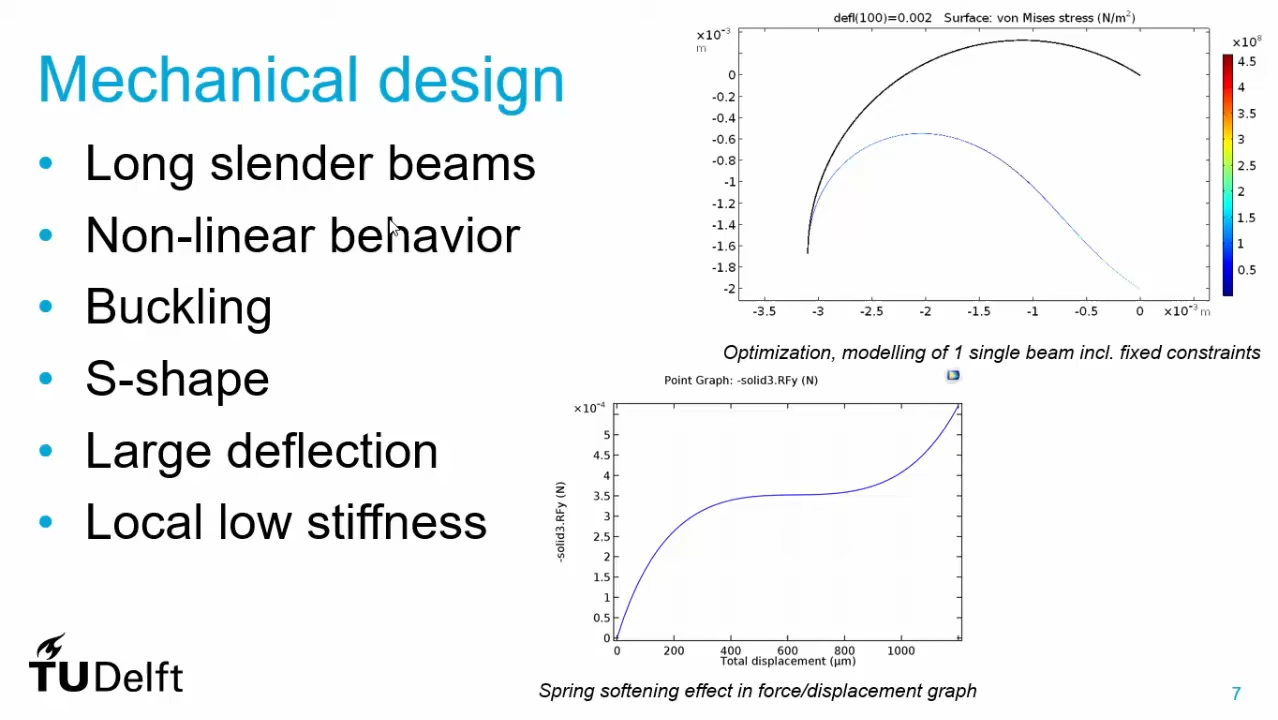 Mechanical design
• Long slender beams
• Non-linear behavior
• Buckling
• S-shape
• Large deflection
• Local low stiffness
defl(100)=0.002 Surface: von Mises stress (N/m²)
×10⁻³
m
0
-0.2
-0.4
-0.6
-0.8
-1
-1.2
-1.4
-1.6
-1.8
-2
-3.5 -3 -2.5 -2 -1.5 -1 -0.5 0 ×10⁻³ m
×10⁸
4.5
4
3.5
3
2.5
2
1.5
1
0.5
Optimization, modelling of 1 single beam incl. fixed constraints
Point Graph: -solid3.RFy (N)
×10⁻⁴
5
4.5
4
3.5
3
2.5
2
1.5
1
0.5
0
-solid3.RFy (N)
0 200 400 600 800 1000
Total displacement (µm)
Spring softening effect in force/displacement graph
TU Delft
7